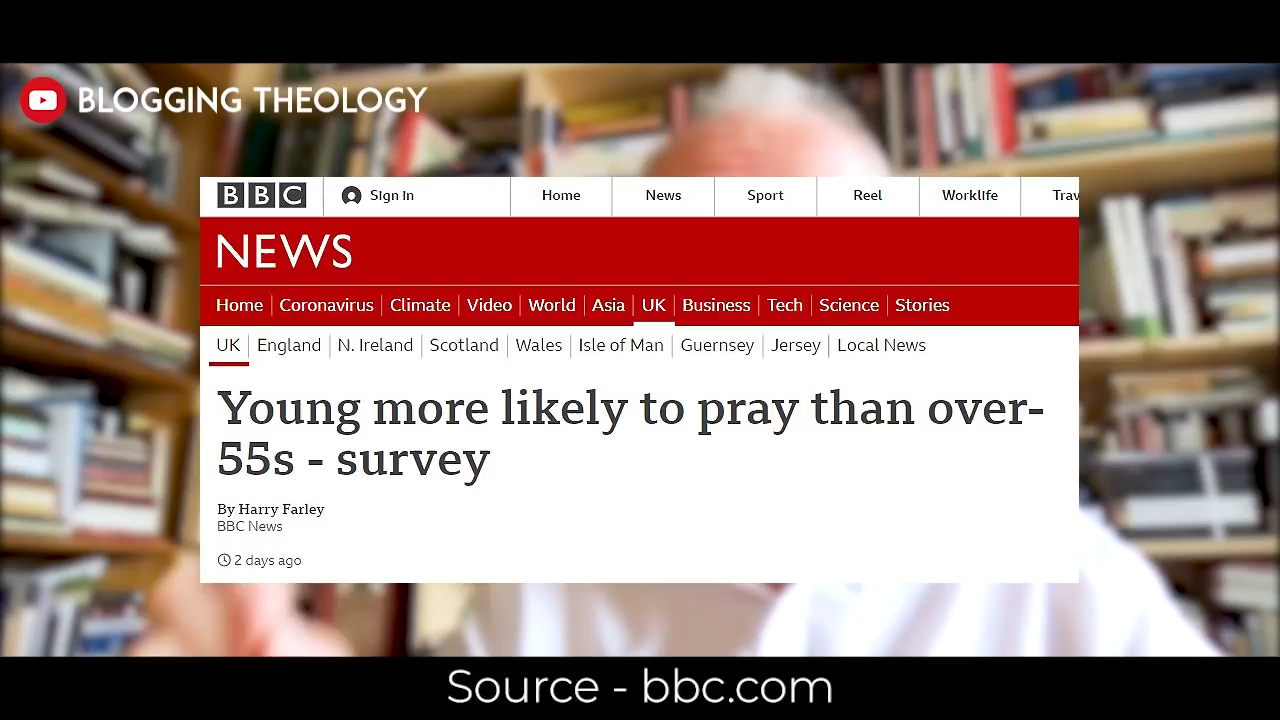 BLOGGING THEOLOGY
BBC Sign in Home News Sport Reel Worklife Trav
NEWS
Home Coronavirus Climate Video World Asia UK Business Tech Science Stories
UK England N. Ireland Scotland Wales Isle of Man Guernsey Jersey Local News
Young more likely to pray than over-
55s - survey
By Harry Farley
BBC News
2 days ago
Source - bbc.com